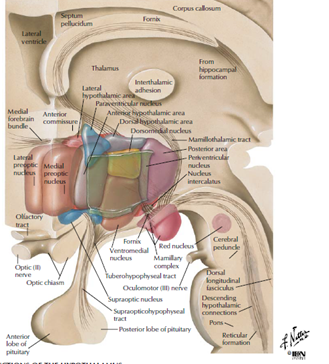 Corpus callosum
Septum
pellucidum
Fornix
Lateral
ventricle
Thalamus
From
hippocampal
formation
Interthalamic
adhesion
Lateral
hypothalamic area
Paraventricular nucleus
Anterior hypothalamic area
Dorsal hypothalamic area
Dorsomedial nucleus
Medial
forebrain
bundle
Anterior
commissure
Mamillothalamic tract
Posterior area
Periventricular
nucleus
Nucleus
intercalatus
Lateral
preoptic
nucleus
Medial
preoptic
nucleus
Olfactory
tract
Fornix
Ventromedial
nucleus
Red nucleus
Mamillary
complex
Cerebral
peduncle
Optic (II)
nerve
Optic chiasm
Tuberohypophyseal tract
Oculomotor (III) nerve
Dorsal
longitudinal
fasciculus
Supraoptic nucleus
Descending
hypothalamic
connections
Supraopticohypophyseal
tract
Posterior lobe of pituitary
Pons
Reticular
formation
Anterior
lobe of
pituitary
F. Netter